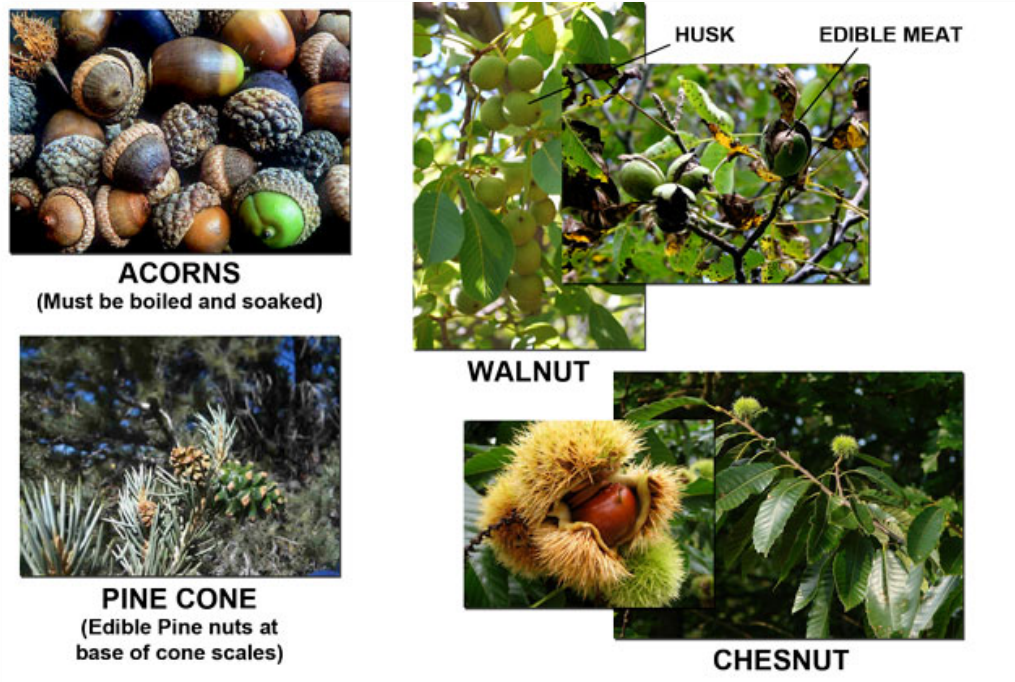 HUSK
EDIBLE MEAT
ACORNS
(Must be boiled and soaked)
WALNUT
PINE CONE
(Edible Pine nuts at
base of cone scales)
CHESNUT